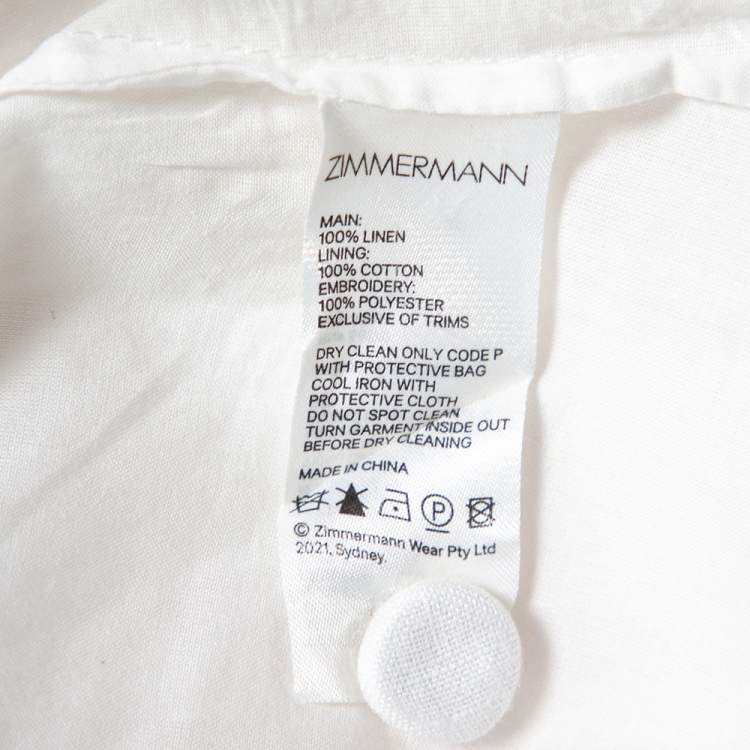 ZIMMERMANN
MAIN:
100% LINEN
LINING:
100% COTTON
EMBROIDERY:
100% POLYESTER
EXCLUSIVE OF TRIMS
DRY CLEAN ONLY CODE P
WITH PROTECTIVE BAG
COOL IRON WITH
PROTECTIVE CLOTH
DO NOT SPOT CLEAN
TURN GARMENT INSIDE OUT
BEFORE DRY CLEANING
MADE IN CHINA
P
© Zimmermann Wear Pty Ltd
2021, Sydney.